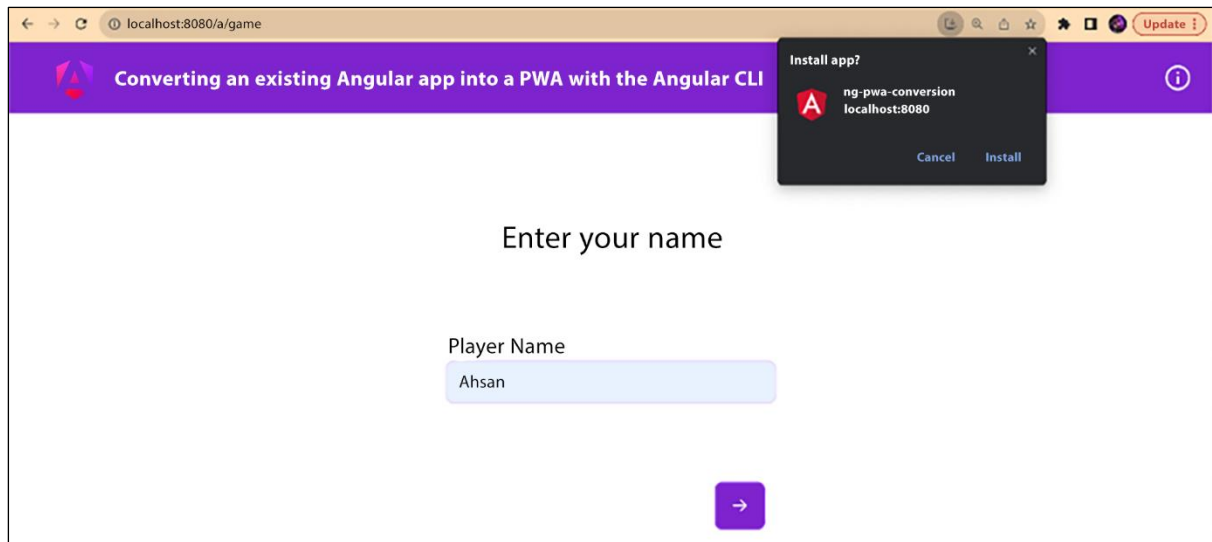 localhost:8080/a/game
Update
Converting an existing Angular app into a PWA with the Angular CLI
Install app?
ng-pwa-conversion
localhost:8080
Cancel Install
Enter your name
Player Name
Ahsan